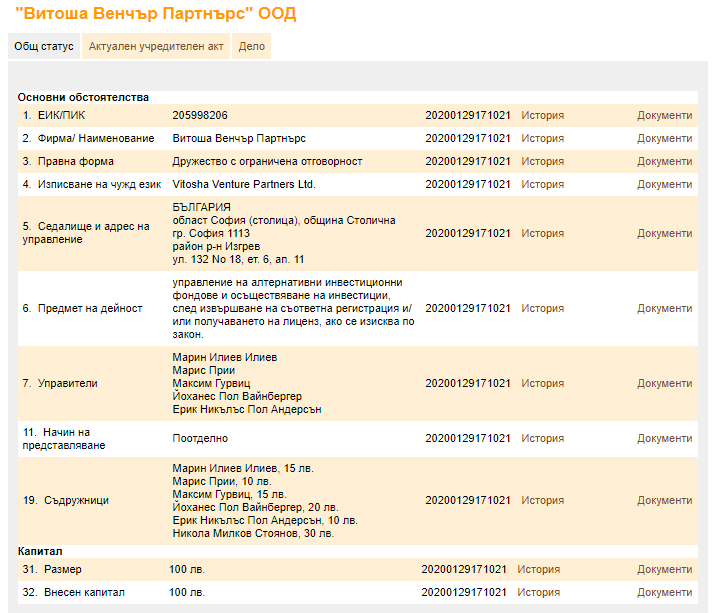 "Витоша Венчър Партнърс" ООД
Общ статус Актуален учредителен акт Дело
Основни обстоятелства
1. ЕИК/ПИК 205998206 20200129171021 История Документи
2. Фирма/ Наименование Витоша Венчър Партнърс 20200129171021 История Документи
3. Правна форма Дружество с ограничена отговорност 20200129171021 История Документи
4. Изписване на чужд език Vitosha Venture Partners Ltd. 20200129171021 История Документи
5. Седалище и адрес на управление
БЪЛГАРИЯ
област София (столица), община Столична
гр. София 1113
район р-н Изгрев
ул. 132 No 18, ет. 6, ап. 11
20200129171021 История Документи
6. Предмет на дейност
управление на алтернативни инвестиционни
фондове и осъществяване на инвестиции,
след извършване на съответна регистрация и/
или получаването на лиценз, ако се изисква по
закон.
20200129171021 История Документи
7. Управители
Марин Илиев Илиев
Марис Прии
Максим Гурвиц
Йоханес Пол Вайнбергер
Ерик Никълъс Пол Андерсън
20200129171021 История Документи
11. Начин на
представляване
Поотделно 20200129171021 История Документи
19. Съдружници
Марин Илиев Илиев, 15 лв.
Марис Прии, 10 лв.
Максим Гурвиц, 15 лв.
Йоханес Пол Вайнбергер, 20 лв.
Ерик Никълъс Пол Андерсън, 10 лв.
Никола Милков Стоянов, 30 лв.
20200129171021 История Документи
Капитал
31. Размер 100 лв. 20200129171021 История Документи
32. Внесен капитал 100 лв. 20200129171021 История Документи